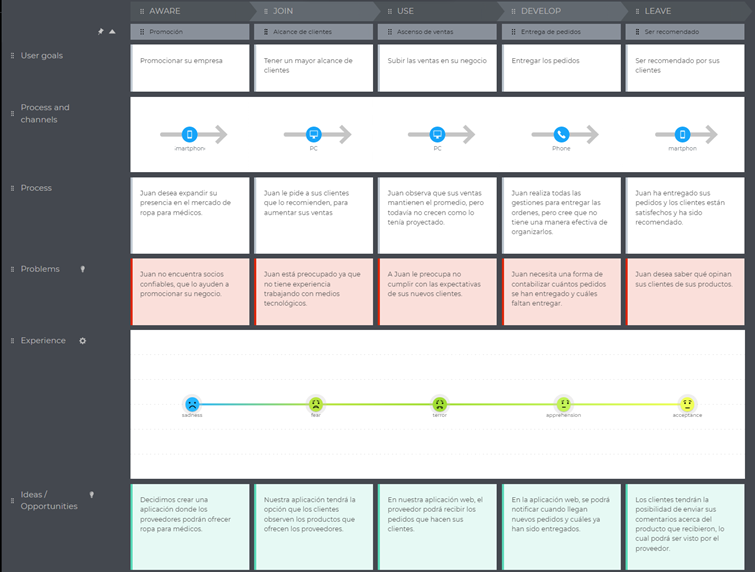 AWARE
JOIN
USE
DEVELOP
LEAVE
Promoción
Alcance de clientes
Ascenso de ventas
Entrega de pedidos
Ser recomendado
User goals
Promocionar su empresa
Tener un mayor alcance de
clientes
Subir las ventas en su negocio
Entregar los pedidos
Ser recomendado por sus
clientes
Process and
channels
smartphon
PC
PC
Phone
martphon
Process
Juan desea expandir su
presencia en el mercado de
ropa para médicos.
Juan le pide a sus clientes
que lo recomienden, para
aumentar sus ventas
Juan observa que sus ventas
mantienen el promedio, pero
todavía no crecen como lo
tenía proyectado.
Juan realiza todas las
gestiones para entregar las
ordenes, pero cree que no
tiene una manera efectiva de
organizarlos.
Juan ha entregado sus
pedidos y los clientes están
satisfechos y ha sido
recomendado.
Problems
Juan no encuentra socios
confiables, que lo ayuden a
promocionar su negocio.
Juan está preocupado ya que
no tiene experiencia
trabajando con medios
tecnológicos.
A Juan le preocupa no
cumplir con las expectativas
de sus nuevos clientes.
Juan necesita una forma de
contabilizar cuántos pedidos
se han entregado y cuáles
faltan entregar.
Juan desea saber qué opinan
sus clientes de sus productos.
Experience
sadness
fear
terror
apprehension
acceptance
Ideas /
Opportunities
Decidimos crear una
aplicación donde los
proveedores podrán ofrecer
ropa para médicos.
Nuestra aplicación tendrá la
opción que los clientes
observen los productos que
ofrecen los proveedores.
En nuestra aplicación web, el
proveedor podrá recibir los
pedidos que hacen sus
clientes.
En la aplicación web, se podrá
notificar cuando llegan
nuevos pedidos y cuáles ya
han sido entregados.
Los clientes tendrán la
posibilidad de enviar sus
comentarios acerca del
producto que recibieron, lo
cual podrá ser visto por el
proveedor.